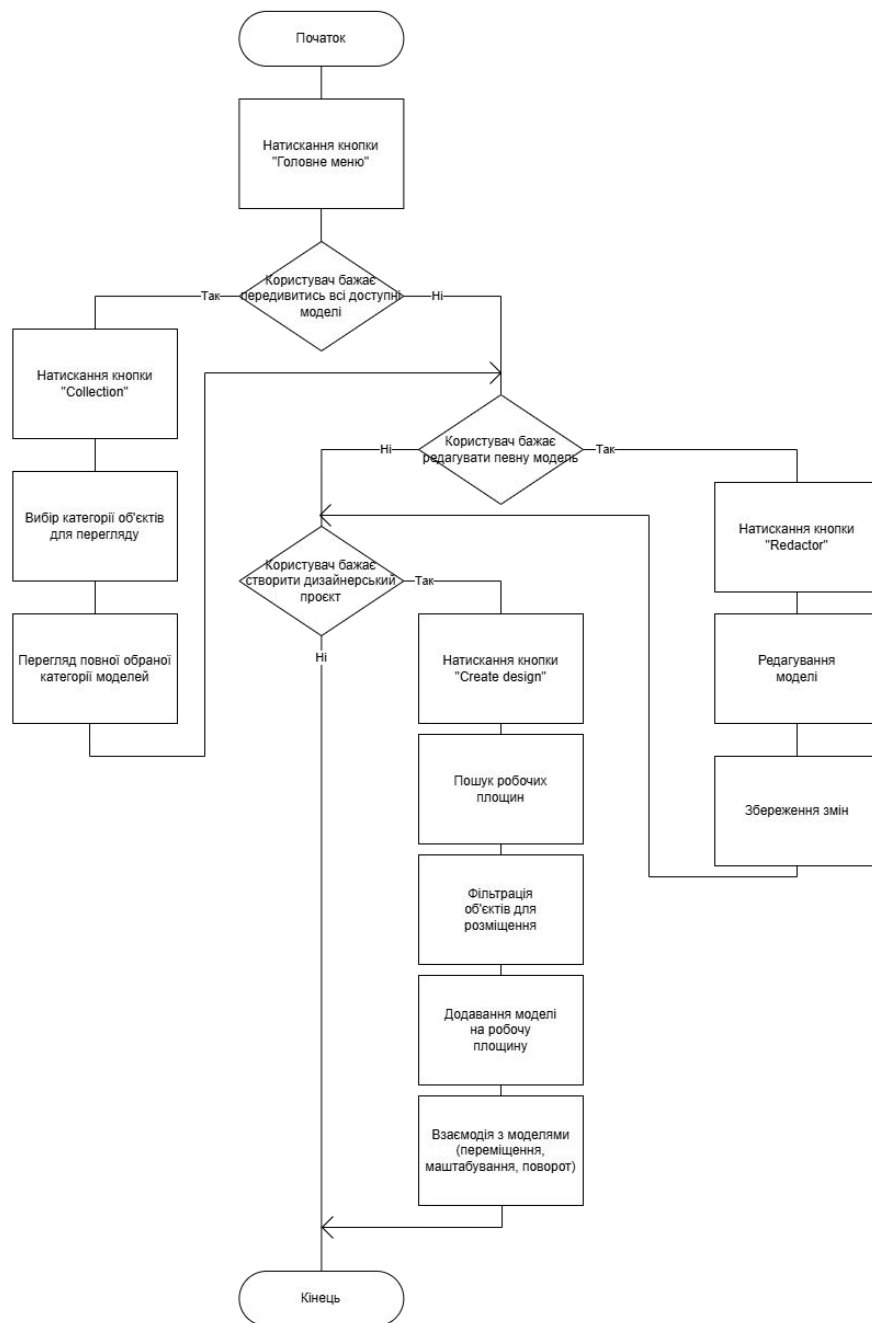 Початок
Натискання кнопки
"Головне меню"
Користувач бажає
передивитись всі доступні
моделі
Так
Ні
Натискання кнопки
"Collection"
Вибір категорії об'єктів
для перегляду
Перегляд повної обраної
категорії моделей
Користувач бажає
редагувати певну модель
Ні
Так
Натискання кнопки
"Redactor"
Редагування
моделі
Збереження змін
Користувач бажає
створити дизайнерський
проєкт
Так
Ні
Натискання кнопки
"Create design"
Пошук робочих
площин
Фільтрація
об'єктів для
розміщення
Додавання моделі
на робочу
площину
Взаємодія з моделями
(переміщення,
маштабування, поворот)
Кінець